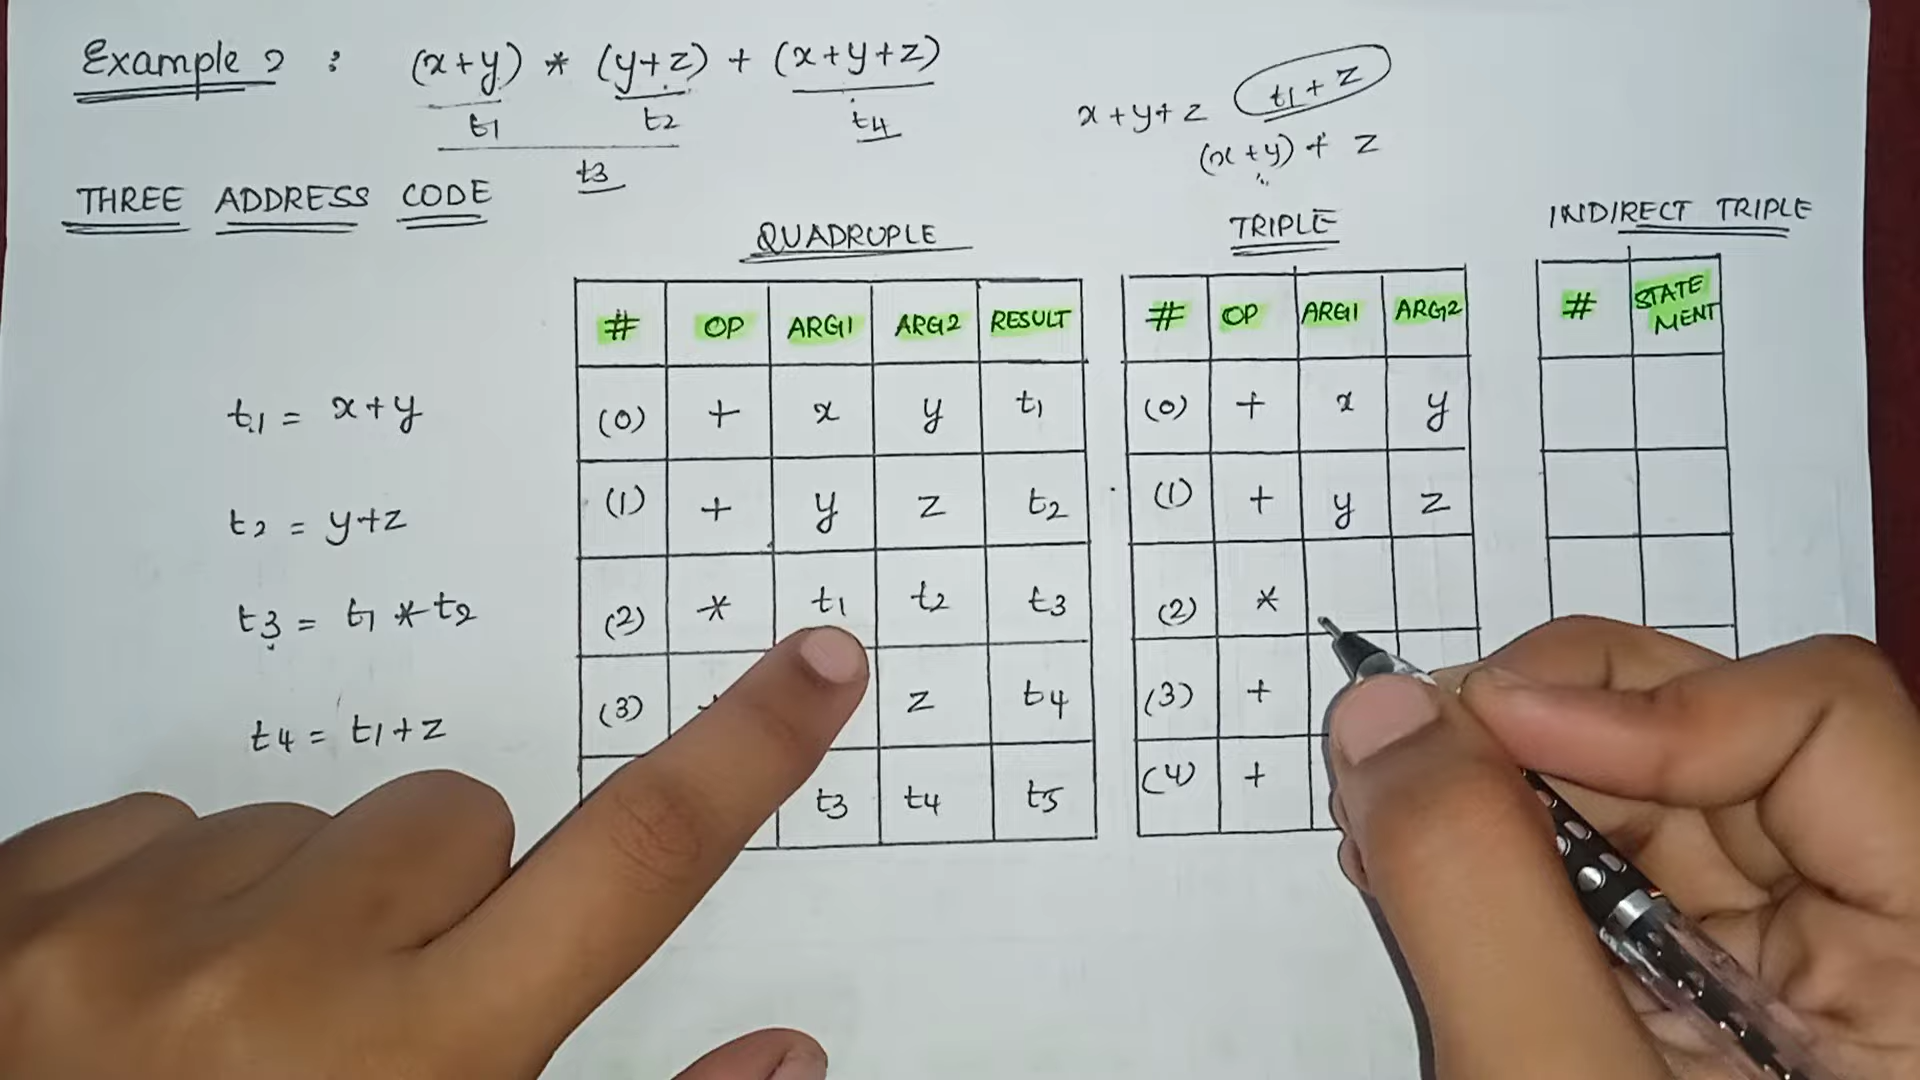 Example 2 : (x+y) * (y+z) + (x+y+z)
t1 t2 t4
t3
x+y+z t1+z
(x+y)+ z
THREE ADDRESS CODE
t1 = x+y
t2 = y+z
t3 = t1 * t2
t4 = t1+z
QUADRUPLE
# OP ARG1 ARG2 RESULT
(0) + x y t1
(1) + y z t2
(2) * t1 t2 t3
(3) z t4
t3 t4 t5
TRIPLE
# OP ARG1 ARG2
(0) + x y
(1) + y z
(2) *
(3) +
(4) +
INDIRECT TRIPLE
# STATE
MENT